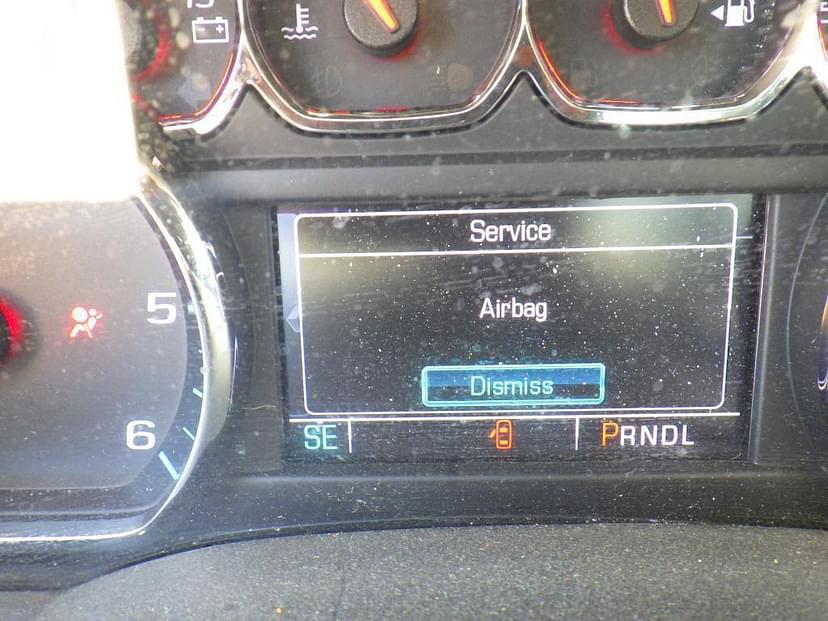 5
6
Service
Airbag
Dismiss
SE
PRNDL